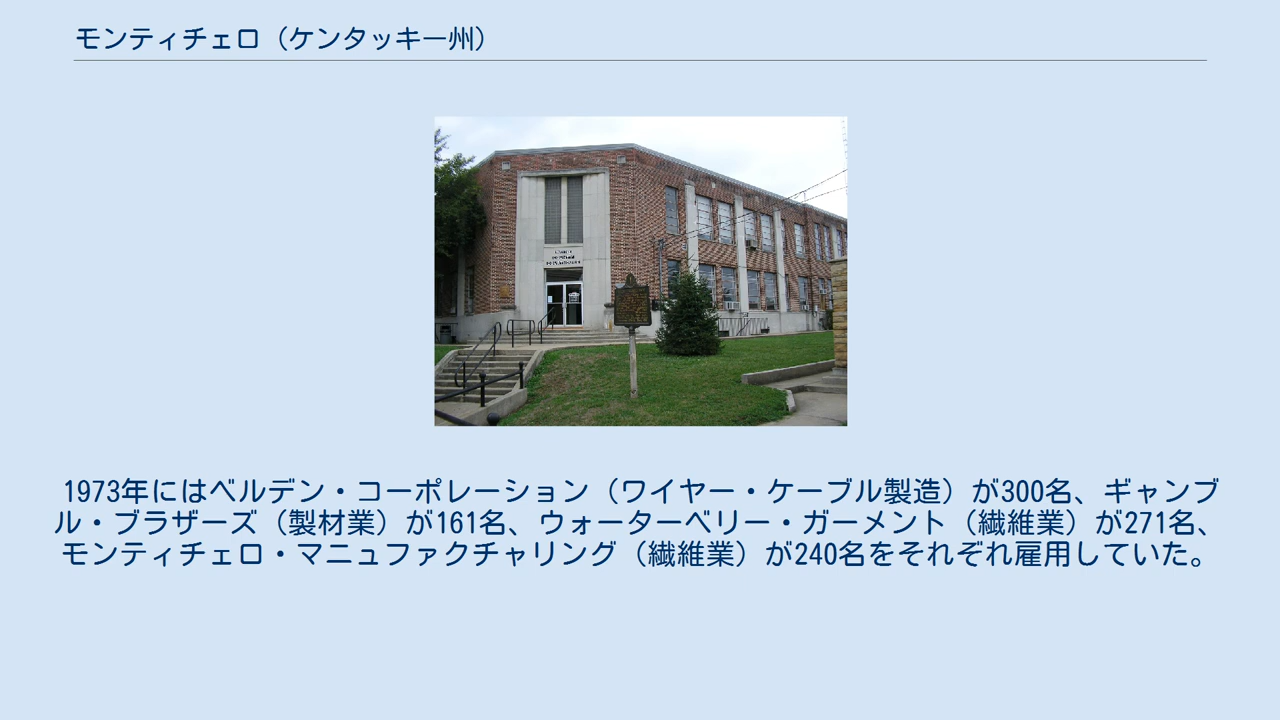 モンティチェロ（ケンタッキー州）
1973年にはベルデン・コーポレーション（ワイヤー・ケーブル製造）が300名、ギャンブ
ル・ブラザーズ（製材業）が161名、ウォーターベリー・ガーメント（繊維業）が271名、
モンティチェロ・マニュファクチャリング（繊維業）が240名をそれぞれ雇用していた。